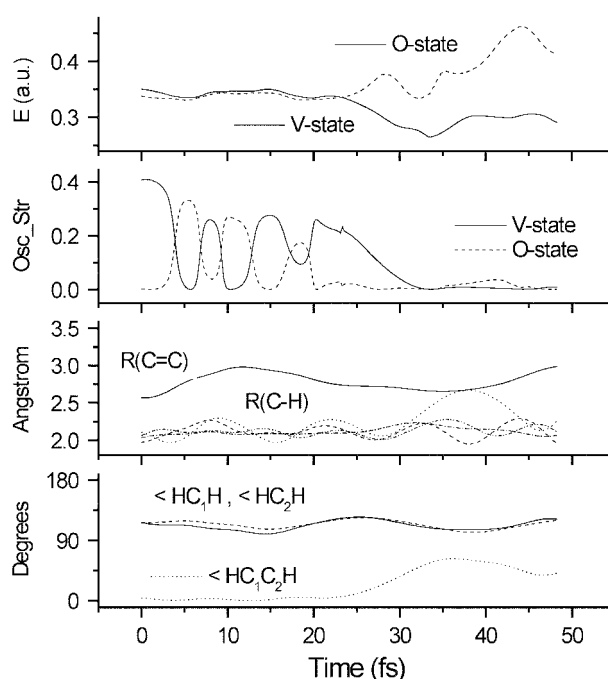 O-state
0.4
E (a.u.)
V-state
0.3
0.4
V-state
Osc_Str
0.2
O-state
0.0
3.5
R(C=C)
3.0
Angstrom
R(C-H)
2.5
2.0
180
< HC₁H , < HC₂H
Degrees
90
< HC₁C₂H
0
0 10 20 30 40 50
Time (fs)